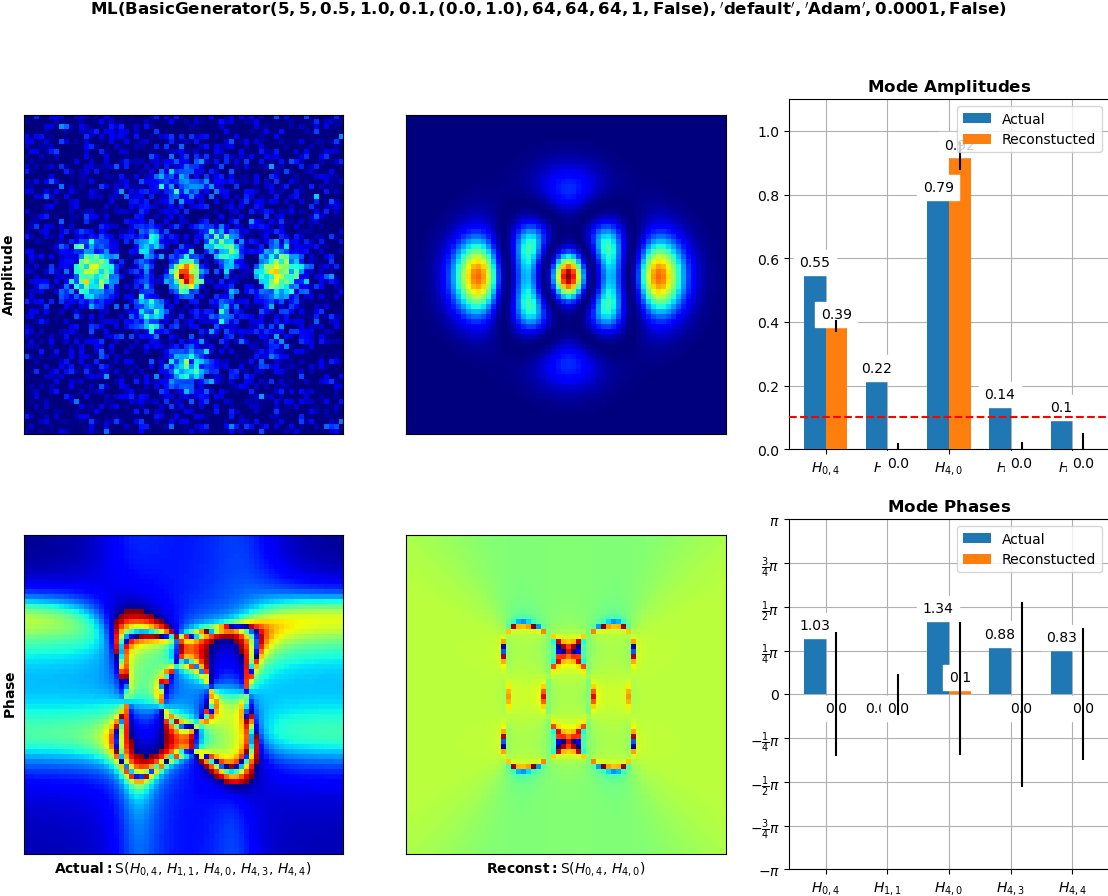 ML(BasicGenerator(5, 5, 0.5, 1.0, 0.1, (0.0, 1.0), 64, 64, 64, 1, False), ′default′, ′Adam′, 0.0001, False)
Mode Amplitudes
Actual
Reconstucted
Amplitude
1.0
0.8
0.6
0.4
0.2
0.0
0.55
0.39
0.22
0.79
0.14
0.1
0.0
0.0
0.0
H0,4
H4,0
Mode Phases
Actual
Reconstucted
Phase
π
3/4π
1/2π
1/4π
0
−1/4π
−1/2π
−3/4π
−π
1.03
1.34
0.1
0.88
0.83
0.0
0.0
0.0
0.0
H0,4
H1,1
H4,0
H4,3
H4,4
Actual: S(H0,4, H1,1, H4,0, H4,3, H4,4)
Reconst: S(H0,4, H4,0)